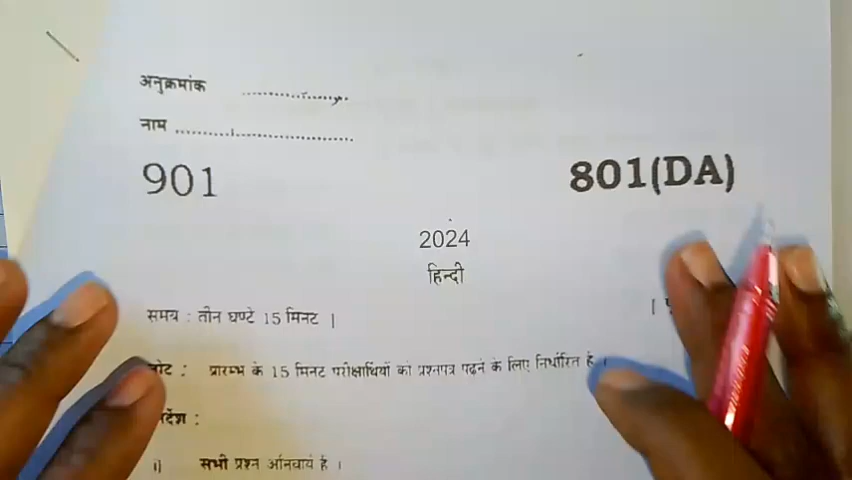 अनुक्रमांक ..................
नाम ..............................
901 801(DA)
2024
हिन्दी
समय : तीन घण्टे 15 मिनट | [
नोट : प्रारम्भ के 15 मिनट परीक्षार्थियों को प्रश्नपत्र पढ़ने के लिए निर्धारित हैं ।
र्देश :
i) सभी प्रश्न अनिवार्य हैं ।